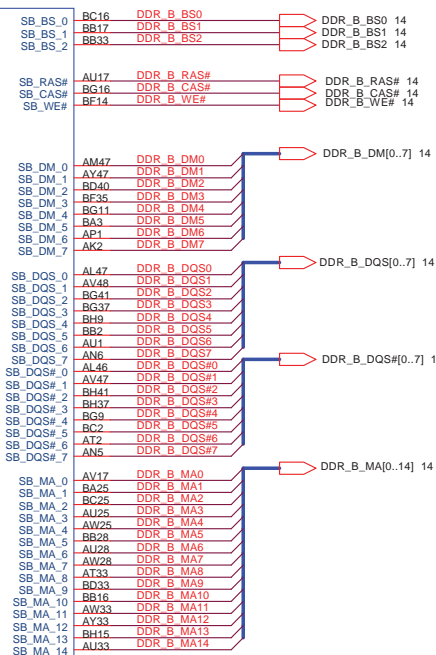 SB_BS_0 BC16 DDR_B_BS0 DDR_B_BS0 14
SB_BS_1 BB17 DDR_B_BS1 DDR_B_BS1 14
SB_BS_2 BB33 DDR_B_BS2 DDR_B_BS2 14
SB_RAS# AU17 DDR_B_RAS# DDR_B_RAS# 14
SB_CAS# BG16 DDR_B_CAS# DDR_B_CAS# 14
SB_WE# BF14 DDR_B_WE# DDR_B_WE# 14
DDR_B_DM[0..7] 14
SB_DM_0 AM47 DDR_B_DM0
SB_DM_1 AY47 DDR_B_DM1
SB_DM_2 BD40 DDR_B_DM2
SB_DM_3 BF35 DDR_B_DM3
SB_DM_4 BG11 DDR_B_DM4
SB_DM_5 BA3 DDR_B_DM5
SB_DM_6 AP1 DDR_B_DM6
SB_DM_7 AK2 DDR_B_DM7
DDR_B_DQS[0..7] 14
SB_DQS_0 AL47 DDR_B_DQS0
SB_DQS_1 AV48 DDR_B_DQS1
SB_DQS_2 BG41 DDR_B_DQS2
SB_DQS_3 BG37 DDR_B_DQS3
SB_DQS_4 BH9 DDR_B_DQS4
SB_DQS_5 BB2 DDR_B_DQS5
SB_DQS_6 AU1 DDR_B_DQS6
SB_DQS_7 AN6 DDR_B_DQS7
DDR_B_DQS#[0..7] 1
SB_DQS#_0 AL46 DDR_B_DQS#0
SB_DQS#_1 AV47 DDR_B_DQS#1
SB_DQS#_2 BH41 DDR_B_DQS#2
SB_DQS#_3 BH37 DDR_B_DQS#3
SB_DQS#_4 BG9 DDR_B_DQS#4
SB_DQS#_5 BC2 DDR_B_DQS#5
SB_DQS#_6 AT2 DDR_B_DQS#6
SB_DQS#_7 AN5 DDR_B_DQS#7
DDR_B_MA[0..14] 14
SB_MA_0 AV17 DDR_B_MA0
SB_MA_1 BA25 DDR_B_MA1
SB_MA_2 BC25 DDR_B_MA2
SB_MA_3 AU25 DDR_B_MA3
SB_MA_4 AW25 DDR_B_MA4
SB_MA_5 BB28 DDR_B_MA5
SB_MA_6 AU28 DDR_B_MA6
SB_MA_7 AW28 DDR_B_MA7
SB_MA_8 AT33 DDR_B_MA8
SB_MA_9 BD33 DDR_B_MA9
SB_MA_10 BB16 DDR_B_MA10
SB_MA_11 AW33 DDR_B_MA11
SB_MA_12 AY33 DDR_B_MA12
SB_MA_13 BH15 DDR_B_MA13
SB_MA_14 AU33 DDR_B_MA14